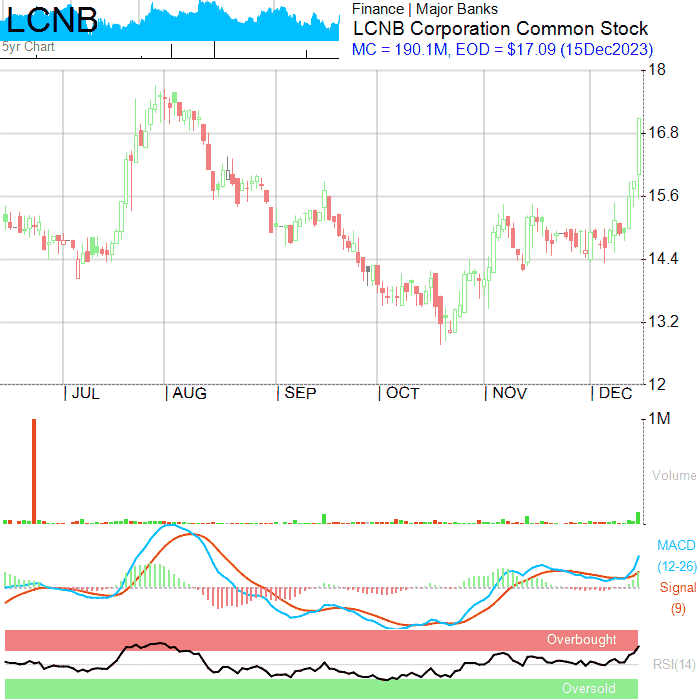 LCNB
5yr Chart
Finance | Major Banks
LCNB Corporation Common Stock
MC = 190.1M, EOD = $17.09 (15Dec2023)
18
16.8
15.6
14.4
13.2
12
| JUL | AUG | SEP | OCT | NOV | DEC
1M
Volume
MACD
(12-26)
Signal
(9)
Overbought
RSI(14)
Oversold